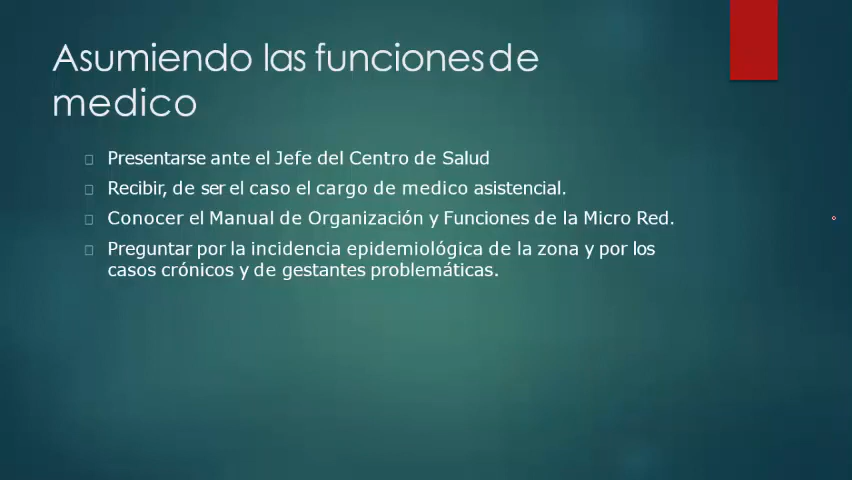 Asumiendo las funciones de
medico
Presentarse ante el Jefe del Centro de Salud
Recibir, de ser el caso el cargo de medico asistencial.
Conocer el Manual de Organización y Funciones de la Micro Red.
Preguntar por la incidencia epidemiológica de la zona y por los
casos crónicos y de gestantes problemáticas.